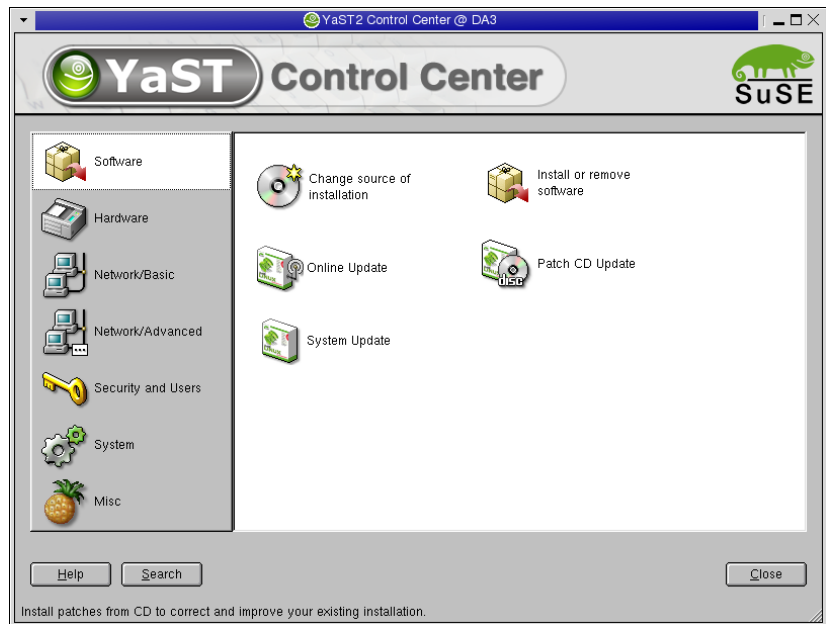 YaST2 Control Center @ DA3
YaST Control Center
SuSE
Software
Hardware
Network/Basic
Network/Advanced
Security and Users
System
Misc
Change source of
installation
Install or remove
software
Online Update
Patch CD Update
disc
System Update
Help
Search
Close
Install patches from CD to correct and improve your existing installation.